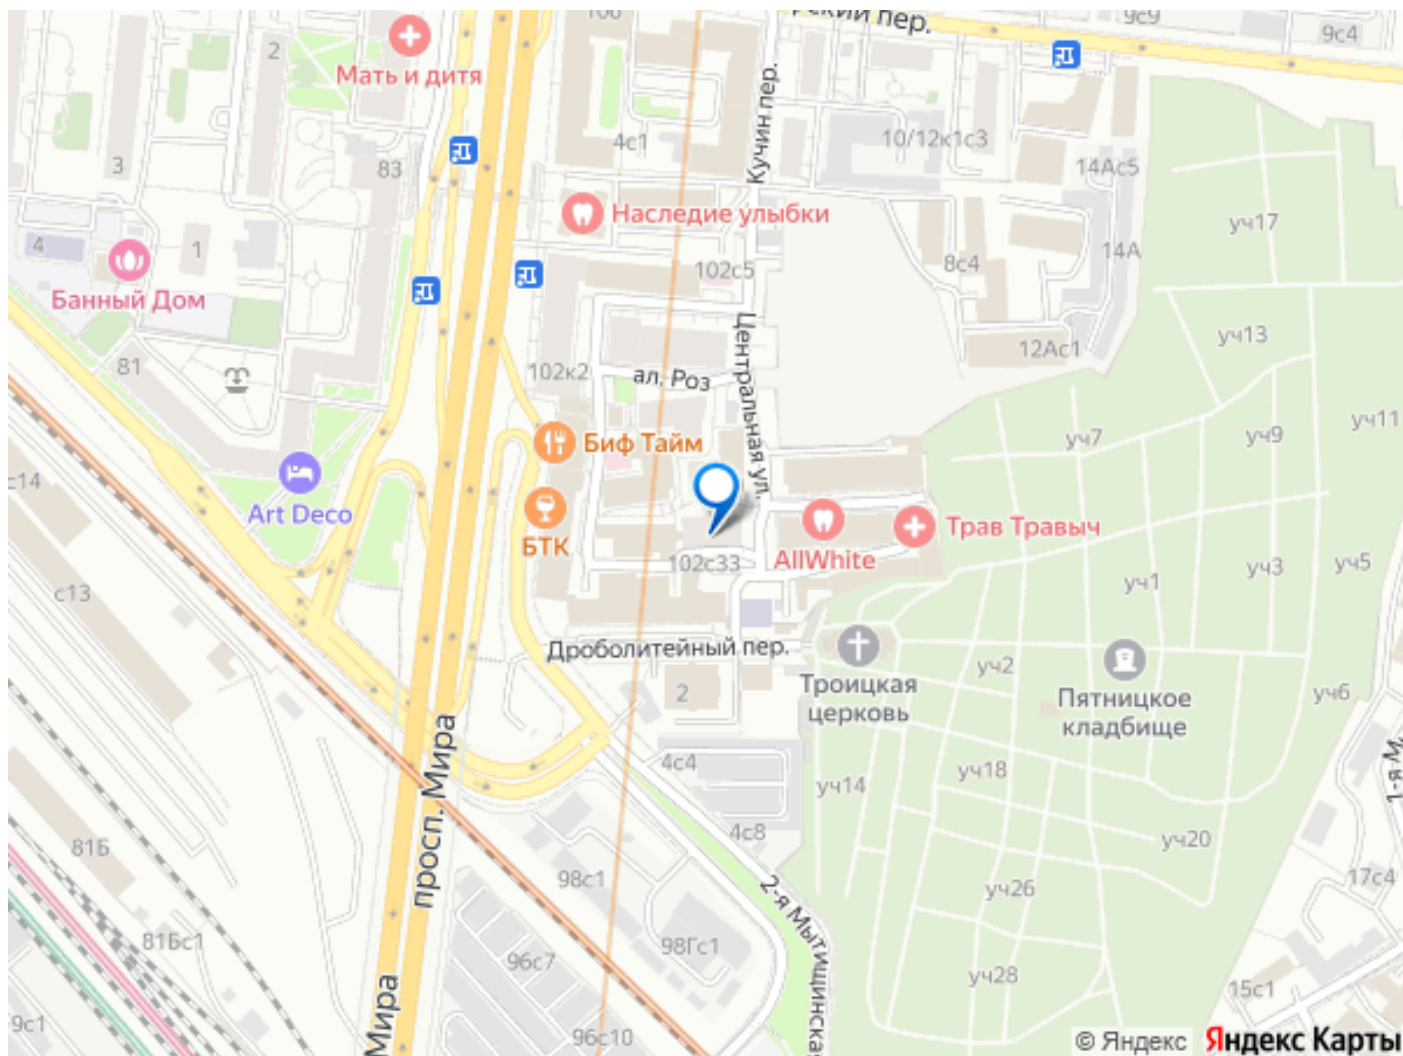 9с9
9с4
2
Мать и дитя
Кучин пер.
4с1
10/12к1с3
3
83
14Ас5
Наследие улыбки
уч17
4
1
102с5
8с4
14А
Банный Дом
Центральная ул.
уч13
12Ас1
81
102к2
ал. Роз
уч11
уч7
уч9
Биф Тайм
с14
Art Deco
БТК
Трав Травыч
AllWhite
102с33
уч3
уч5
с13
уч1
Дроболитейный пер.
уч2
Троицкая
церковь
Пятницкое
кладбище
2
уч6
просп. Мира
4с4
уч18
уч14
4с8
уч20
81Б
98с1
уч26
17с4
2-я Мытищинская
81Бс1
98Гс1
96с7
уч28
15с1
9с1
Мира
96с10
© Яндекс
Яндекс Карты